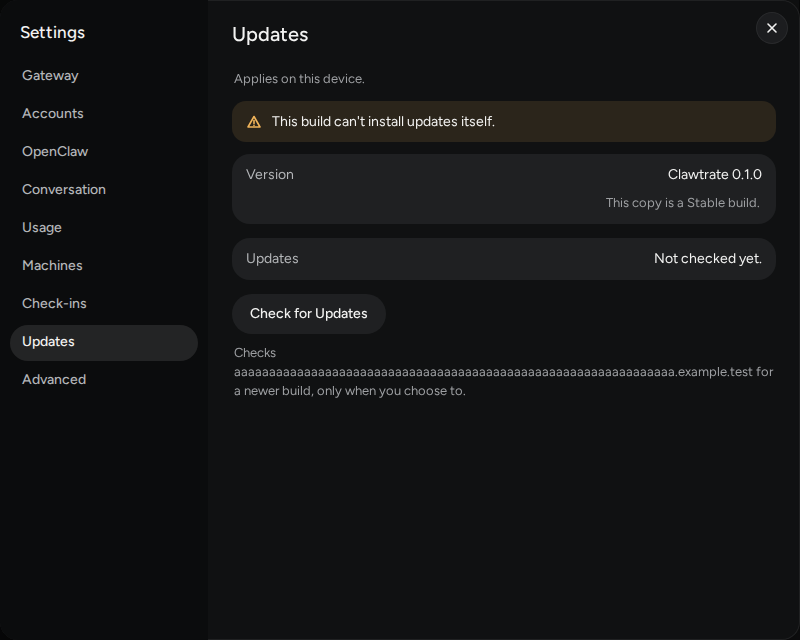 Settings
Gateway
Accounts
OpenClaw
Conversation
Usage
Machines
Check-ins
Updates
Advanced
Updates
Applies on this device.
This build can't install updates itself.
Version
Clawtrate 0.1.0
This copy is a Stable build.
Updates
Not checked yet.
Check for Updates
Checks
aaaaaaaaaaaaaaaaaaaaaaaaaaaaaaaaaaaaaaaaaaaaaaaaaaaaaaaaaaaaaaa.example.test for
a newer build, only when you choose to.